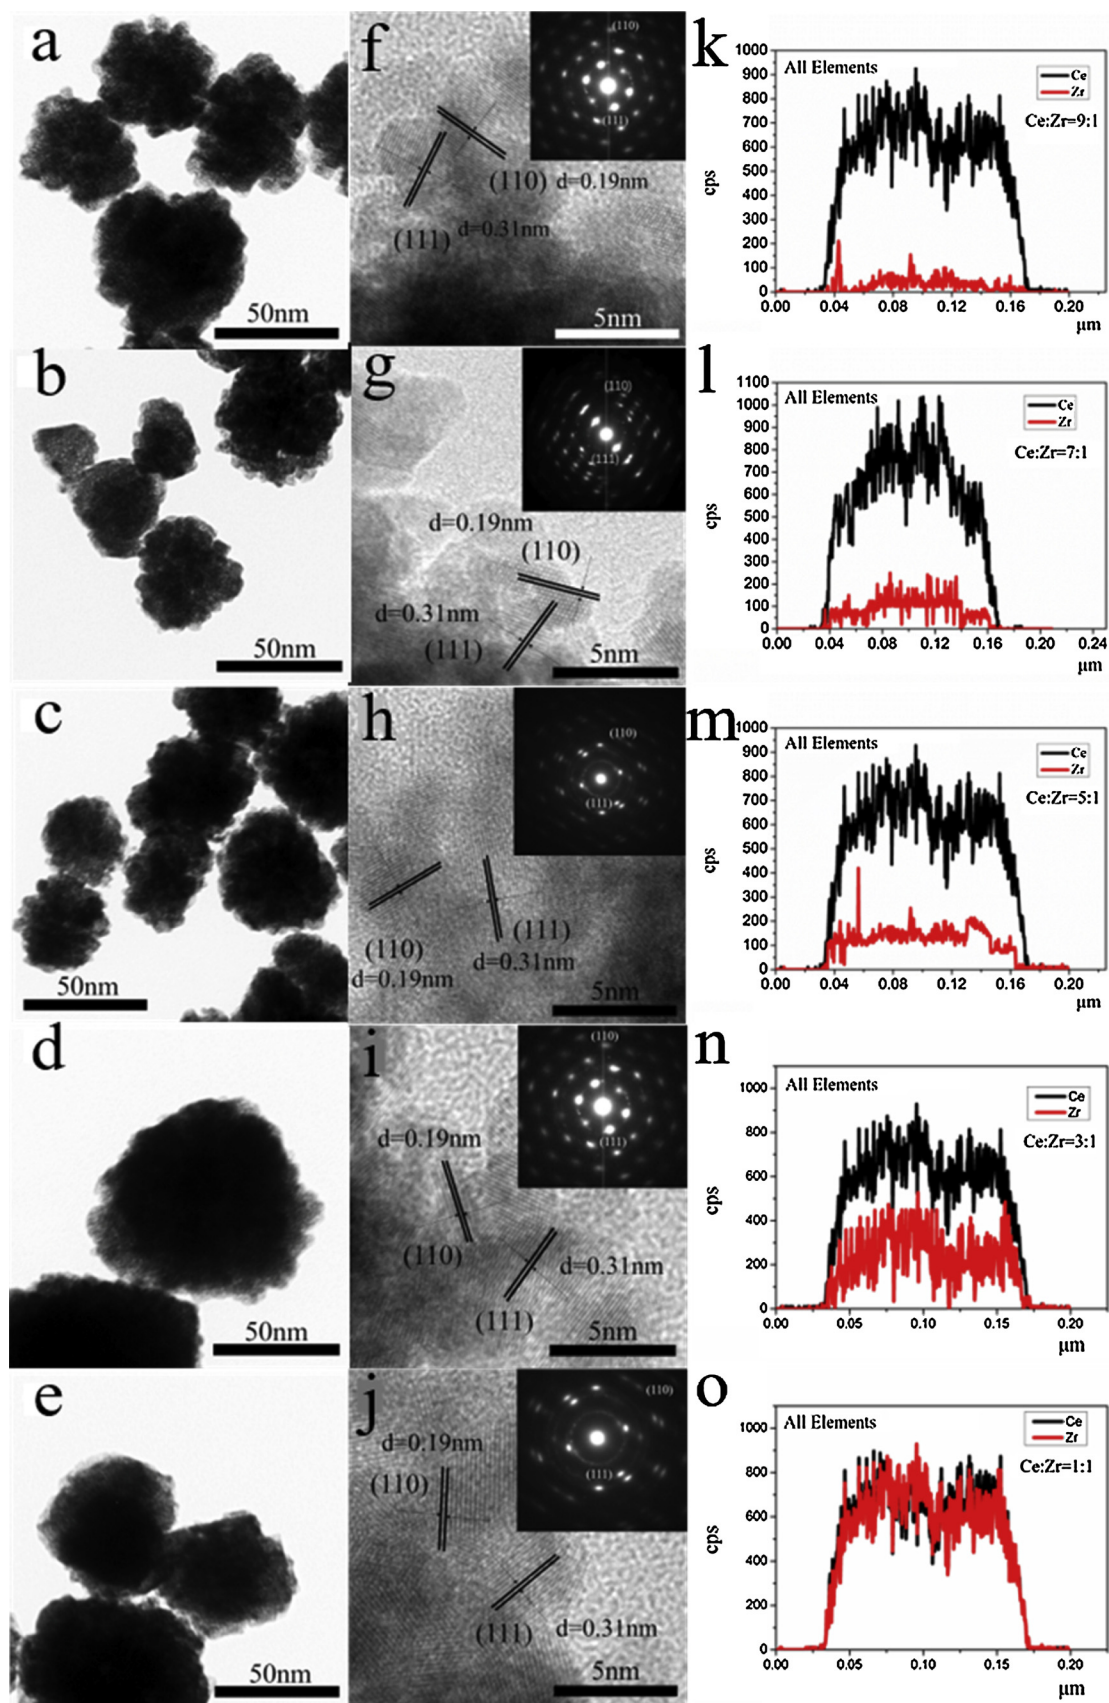 a
50nm
f
(110)
(111)
(110) d=0.19nm
(111) d=0.31nm
5nm
k
1000
900
800
700
600
500
400
300
200
100
0
cps
All Elements
Ce
Zr
Ce:Zr=9:1
0.00 0.04 0.08 0.12 0.16 0.20
μm
b
50nm
g
(110)
(111)
d=0.19nm
(110)
d=0.31nm
(111)
5nm
l
1100
1000
900
800
700
600
500
400
300
200
100
0
cps
All Elements
Ce
Zr
Ce:Zr=7:1
0.00 0.04 0.08 0.12 0.16 0.20 0.24
μm
c
50nm
h
(110)
(111)
(110)
d=0.19nm
(111)
d=0.31nm
5nm
m
1000
900
800
700
600
500
400
300
200
100
0
cps
All Elements
Ce
Zr
Ce:Zr=5:1
0.00 0.04 0.08 0.12 0.16 0.20
μm
d
50nm
i
(110)
(111)
d=0.19nm
(110)
d=0.31nm
(111)
5nm
n
1000
800
600
400
200
0
cps
All Elements
Ce
Zr
Ce:Zr=3:1
0.00 0.05 0.10 0.15 0.20
μm
e
50nm
j
(110)
(111)
d=0.19nm
(110)
(111)
d=0.31nm
5nm
o
1000
800
600
400
200
0
cps
All Elements
Ce
Zr
Ce:Zr=1:1
0.00 0.05 0.10 0.15 0.20
μm